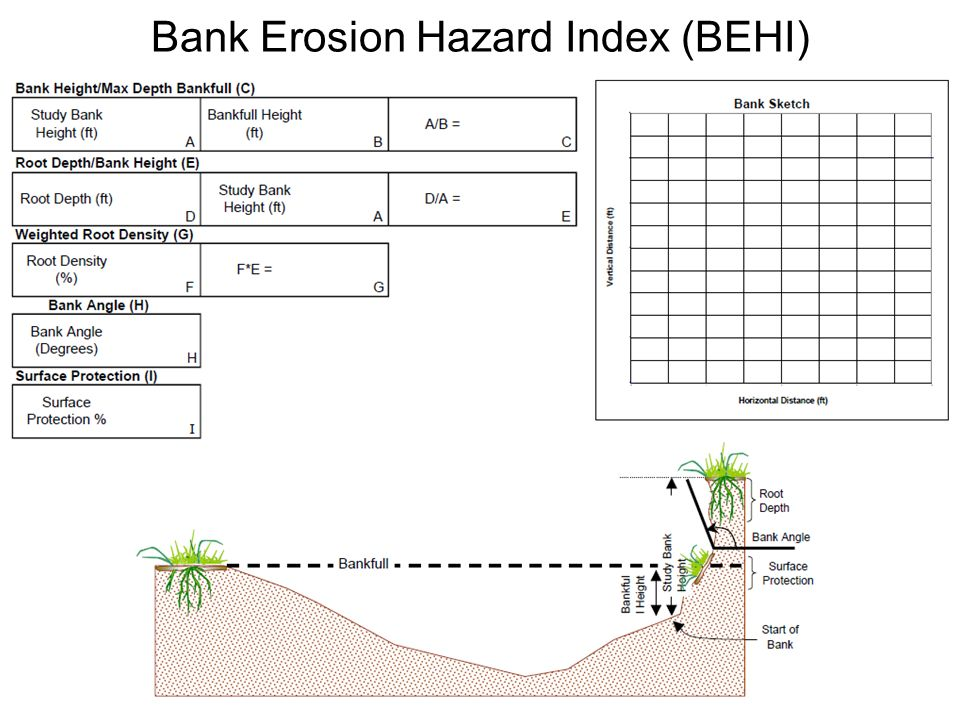 Bank Erosion Hazard Index (BEHI)
Bank Height/Max Depth Bankfull (C)
Study Bank
Height (ft)
A
Bankfull Height
(ft)
B
A/B =
C
Root Depth/Bank Height (E)
Root Depth (ft)
D
Study Bank
Height (ft)
A
D/A =
E
Weighted Root Density (G)
Root Density
(%)
F
F*E =
G
Bank Angle (H)
Bank Angle
(Degrees)
H
Surface Protection (I)
Surface
Protection %
I
Bank Sketch
Vertical Distance (ft)
Horizontal Distance (ft)
Root
Depth
Bank Angle
Surface
Protection
Start of
Bank
Bankfull
Bankful
l Height
Study Bank
Height